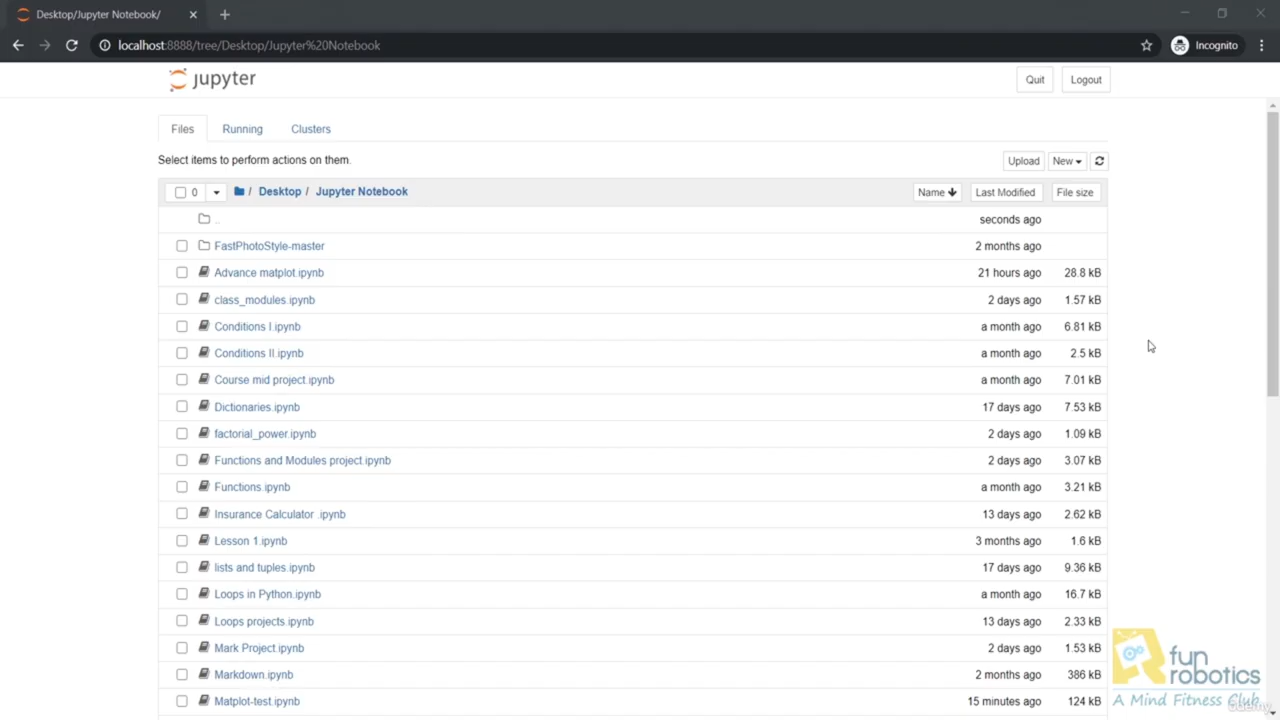 Desktop/Jupyter Notebook/
localhost:8888/tree/Desktop/Jupyter%20Notebook
Incognito
jupyter
Quit
Logout
Files
Running
Clusters
Select items to perform actions on them.
Upload
New
0
/ Desktop / Jupyter Notebook
Name
Last Modified
File size
.. seconds ago
FastPhotoStyle-master 2 months ago
Advance matplot.ipynb 21 hours ago 28.8 kB
class_modules.ipynb 2 days ago 1.57 kB
Conditions I.ipynb a month ago 6.81 kB
Conditions II.ipynb a month ago 2.5 kB
Course mid project.ipynb a month ago 7.01 kB
Dictionaries.ipynb 17 days ago 7.53 kB
factorial_power.ipynb 2 days ago 1.09 kB
Functions and Modules project.ipynb 2 days ago 3.07 kB
Functions.ipynb a month ago 3.21 kB
Insurance Calculator .ipynb 13 days ago 2.62 kB
Lesson 1.ipynb 3 months ago 1.6 kB
lists and tuples.ipynb 17 days ago 9.36 kB
Loops in Python.ipynb a month ago 16.7 kB
Loops projects.ipynb 13 days ago 2.33 kB
Mark Project.ipynb 2 days ago 1.53 kB
Markdown.ipynb 2 months ago 386 kB
Matplot-test.ipynb 15 minutes ago 124 kB
fun
robotics
A Mind Fitness Club
udemy